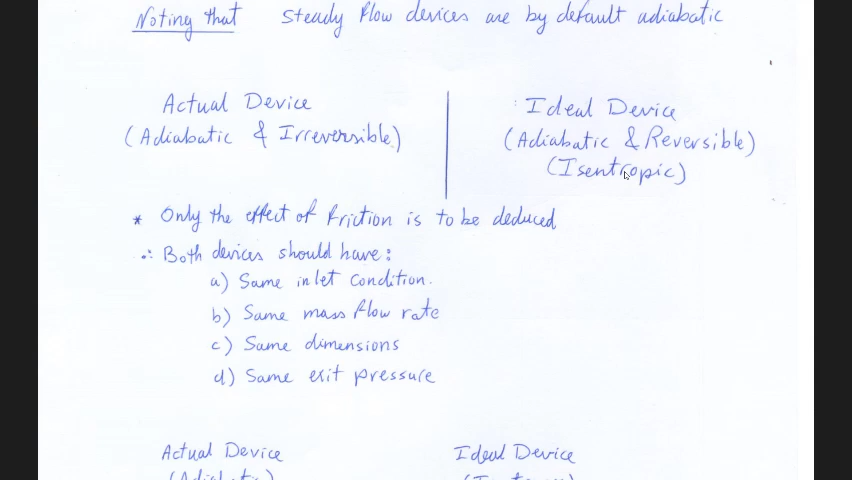 Noting that Steady flow devices are by default adiabatic
Actual Device
(Adiabatic & Irreversible)
Ideal Device
(Adiabatic & Reversible)
(Isentropic)
* Only the effect of friction is to be deduced
∴ Both devices should have:
a) Same inlet condition.
b) Same mass flow rate
c) Same dimensions
d) Same exit pressure
Actual Device
Ideal Device